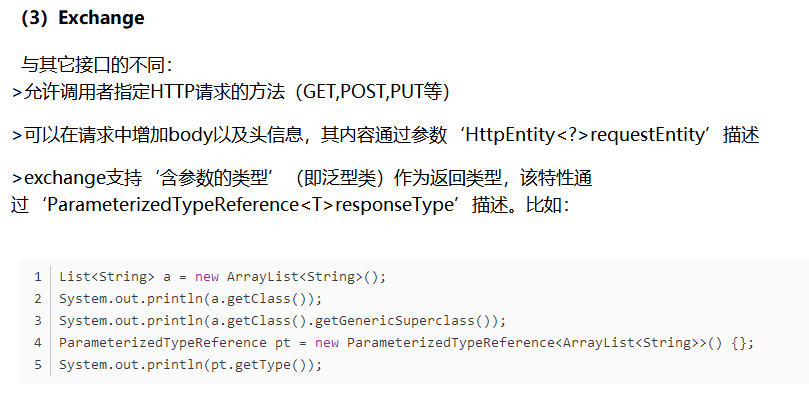 （3）Exchange
与其它接口的不同：
>允许调用者指定HTTP请求的方法（GET,POST,PUT等）
>可以在请求中增加body以及头信息，其内容通过参数‘HttpEntity<?>requestEntity’描述
>exchange支持‘含参数的类型’（即泛型类）作为返回类型，该特性通
过‘ParameterizedTypeReference<T>responseType’描述。比如：
1 List<String> a = new ArrayList<String>();
2 System.out.println(a.getClass());
3 System.out.println(a.getClass().getGenericSuperclass());
4 ParameterizedTypeReference pt = new ParameterizedTypeReference<ArrayList<String>>() {};
5 System.out.println(pt.getType());